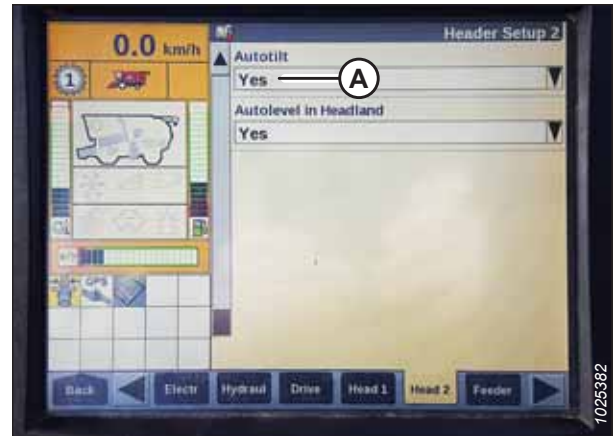 0.0 km/h
Header Setup 2
1
Autotilt
Yes
A
Autolevel in Headland
Yes
GPS
Back
Electr
Hydraul
Drive
Head 1
Head 2
Feeder
1025382